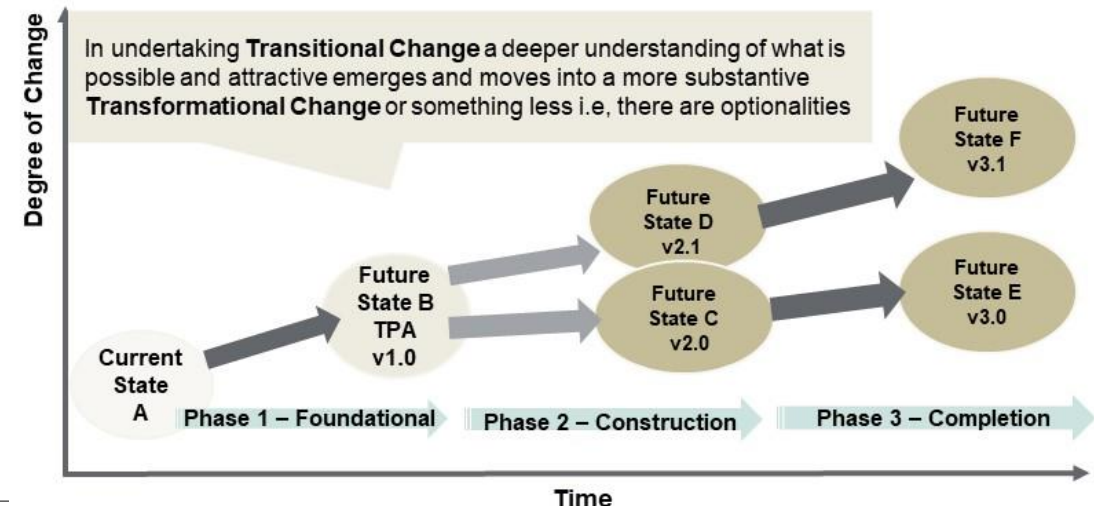 Degree of Change
In undertaking Transitional Change a deeper understanding of what is
possible and attractive emerges and moves into a more substantive
Transformational Change or something less i.e, there are optionalities
Future
State F
v3.1
Future
State D
v2.1
Future
State B
TPA
v1.0
Future
State C
v2.0
Future
State E
v3.0
Current
State
A
Phase 1 – Foundational
Phase 2 – Construction
Phase 3 – Completion
Time